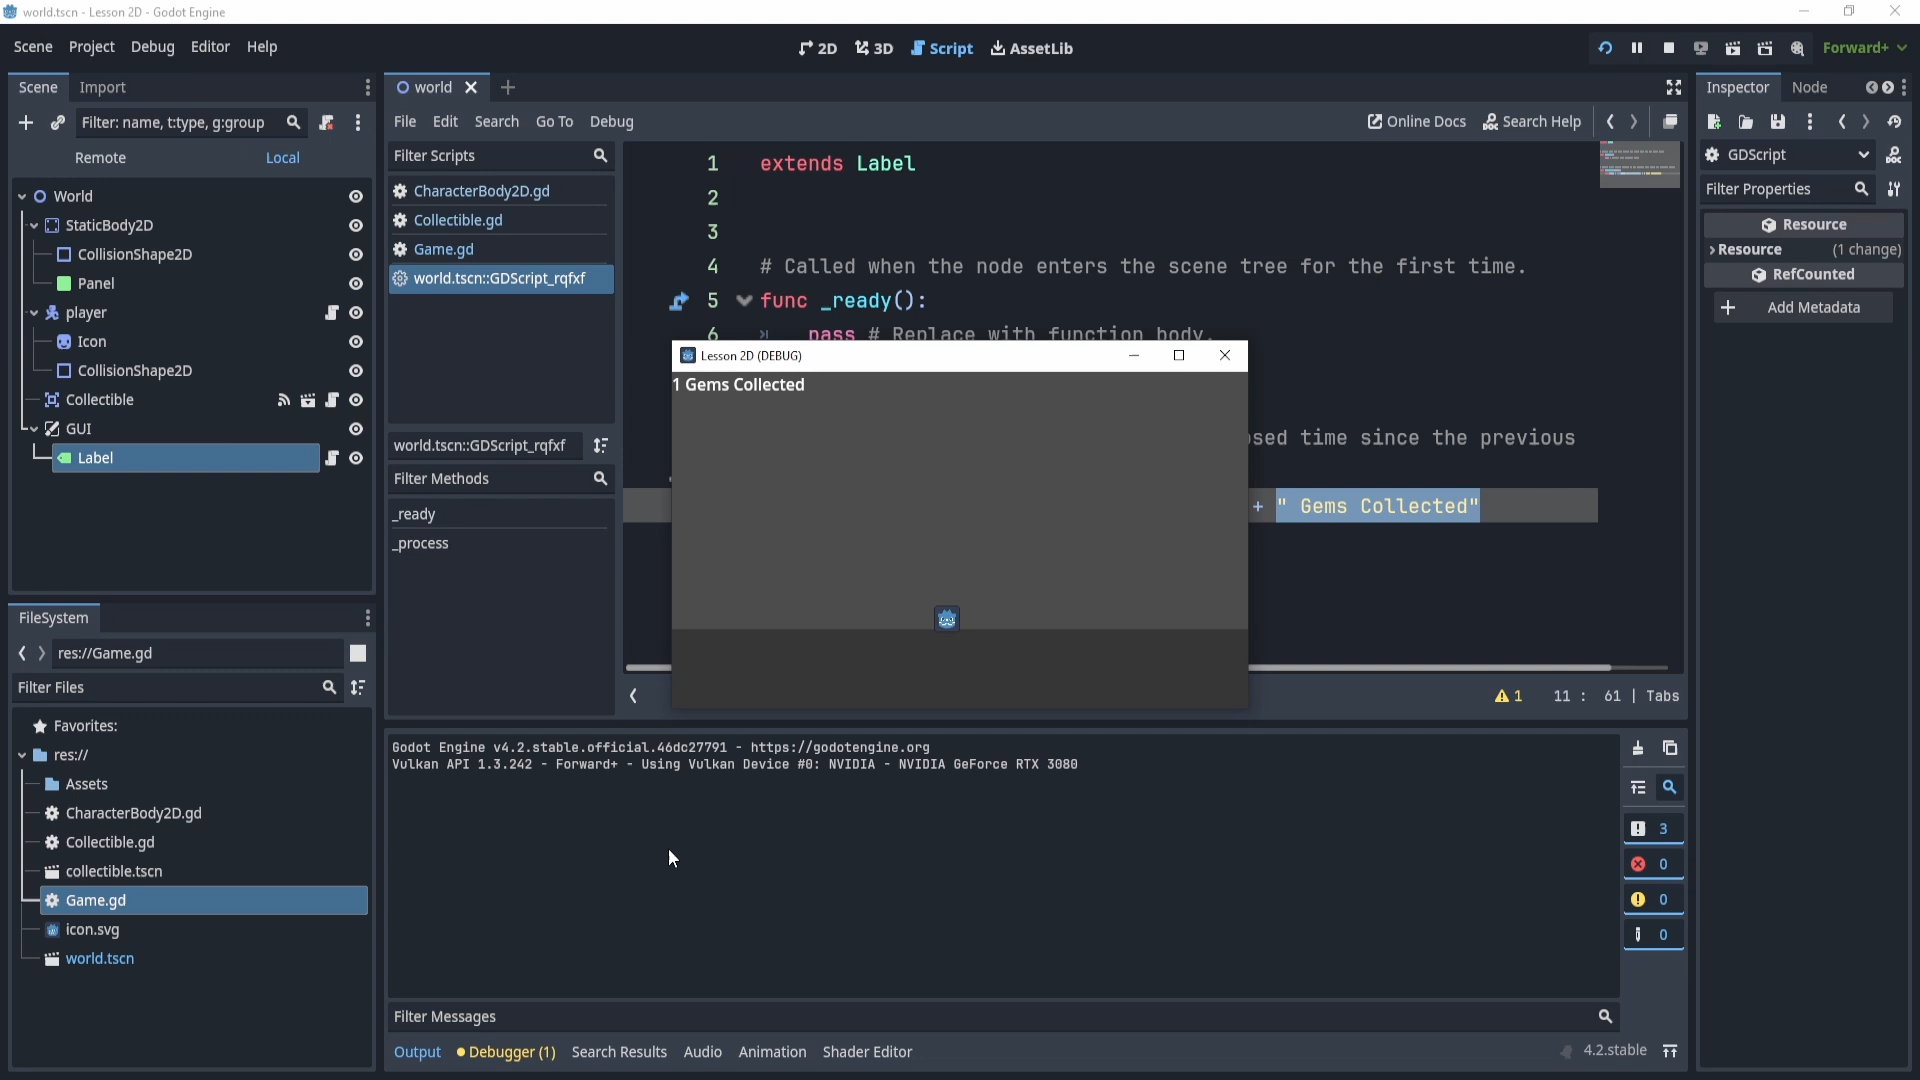 world.tscn - Lesson 2D - Godot Engine
Scene Project Debug Editor Help
2D 3D Script AssetLib
Forward+
Scene Import
Filter: name, t:type, g:group
Remote Local
World
StaticBody2D
CollisionShape2D
Panel
player
Icon
CollisionShape2D
Collectible
GUI
Label
FileSystem
res://Game.gd
Filter Files
Favorites:
res://
Assets
CharacterBody2D.gd
Collectible.gd
collectible.tscn
Game.gd
icon.svg
world.tscn
world
File Edit Search Go To Debug
Online Docs Search Help
Filter Scripts
CharacterBody2D.gd
Collectible.gd
Game.gd
world.tscn::GDScript_rqfxf
world.tscn::GDScript_rqfxf
Filter Methods
_ready
_process
1 extends Label
2
3
4 # Called when the node enters the scene tree for the first time.
5 func _ready():
6 pass # Replace with function body.
sed time since the previous
+ " Gems Collected"
Lesson 2D (DEBUG)
1 Gems Collected
1 11 : 61 | Tabs
Godot Engine v4.2.stable.official.46dc27791 - https://godotengine.org
Vulkan API 1.3.242 - Forward+ - Using Vulkan Device #0: NVIDIA - NVIDIA GeForce RTX 3080
3
0
0
0
Filter Messages
Output Debugger (1) Search Results Audio Animation Shader Editor
4.2.stable
Inspector Node
GDScript
Filter Properties
Resource
Resource (1 change)
RefCounted
Add Metadata